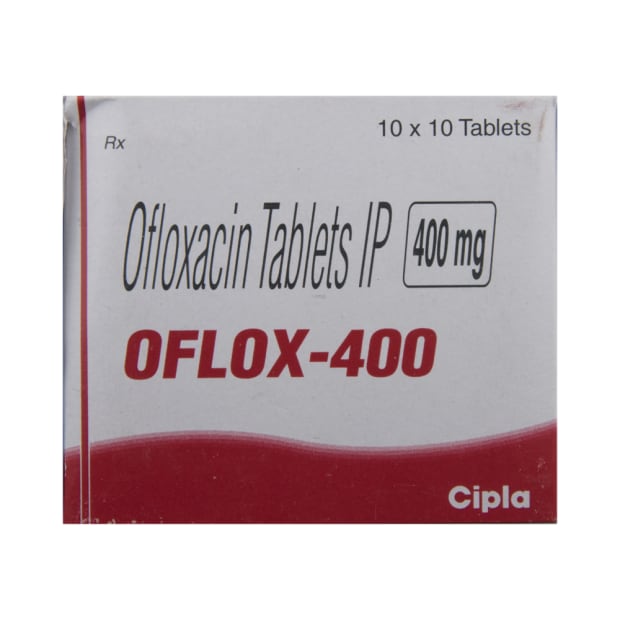 Rx
10 x 10 Tablets
Ofloxacin Tablets IP 400 mg
OFLOX-400
Cipla